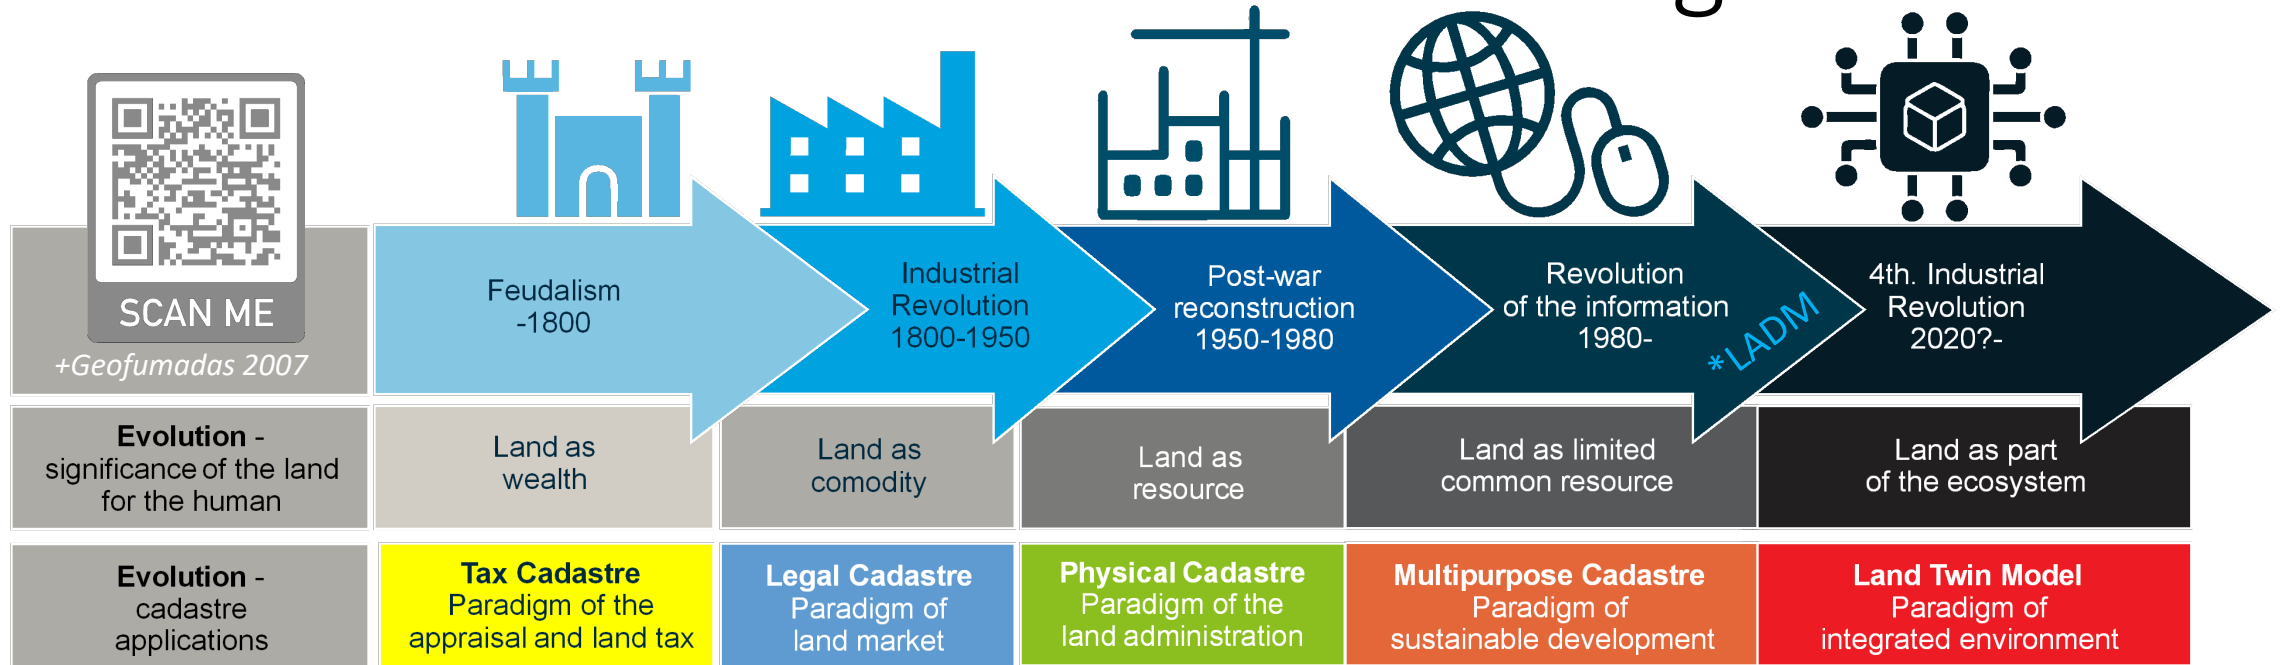 SCAN ME
+Geofumadas 2007
Feudalism
-1800
Industrial
Revolution
1800-1950
Post-war
reconstruction
1950-1980
Revolution
of the information
1980-
*LADM
4th. Industrial
Revolution
2020?-
Evolution -
significance of the land
for the human
Land as
wealth
Land as
comodity
Land as
resource
Land as limited
common resource
Land as part
of the ecosystem
Evolution -
cadastre
applications
Tax Cadastre
Paradigm of the
appraisal and land tax
Legal Cadastre
Paradigm of
land market
Physical Cadastre
Paradigm of the
land administration
Multipurpose Cadastre
Paradigm of
sustainable development
Land Twin Model
Paradigm of
integrated environment